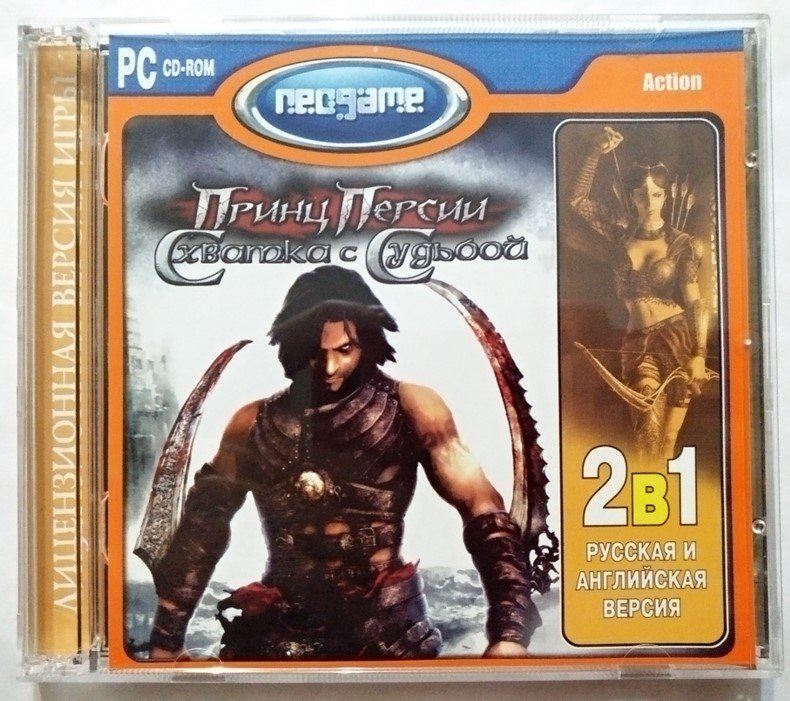 PC CD-ROM
neogame
Action
Принц Персии
Схватка с Судьбой
2в1
РУССКАЯ И
АНГЛИЙСКАЯ
ВЕРСИЯ
ЛИЦЕНЗИОННАЯ ВЕРСИЯ ИГРЫ